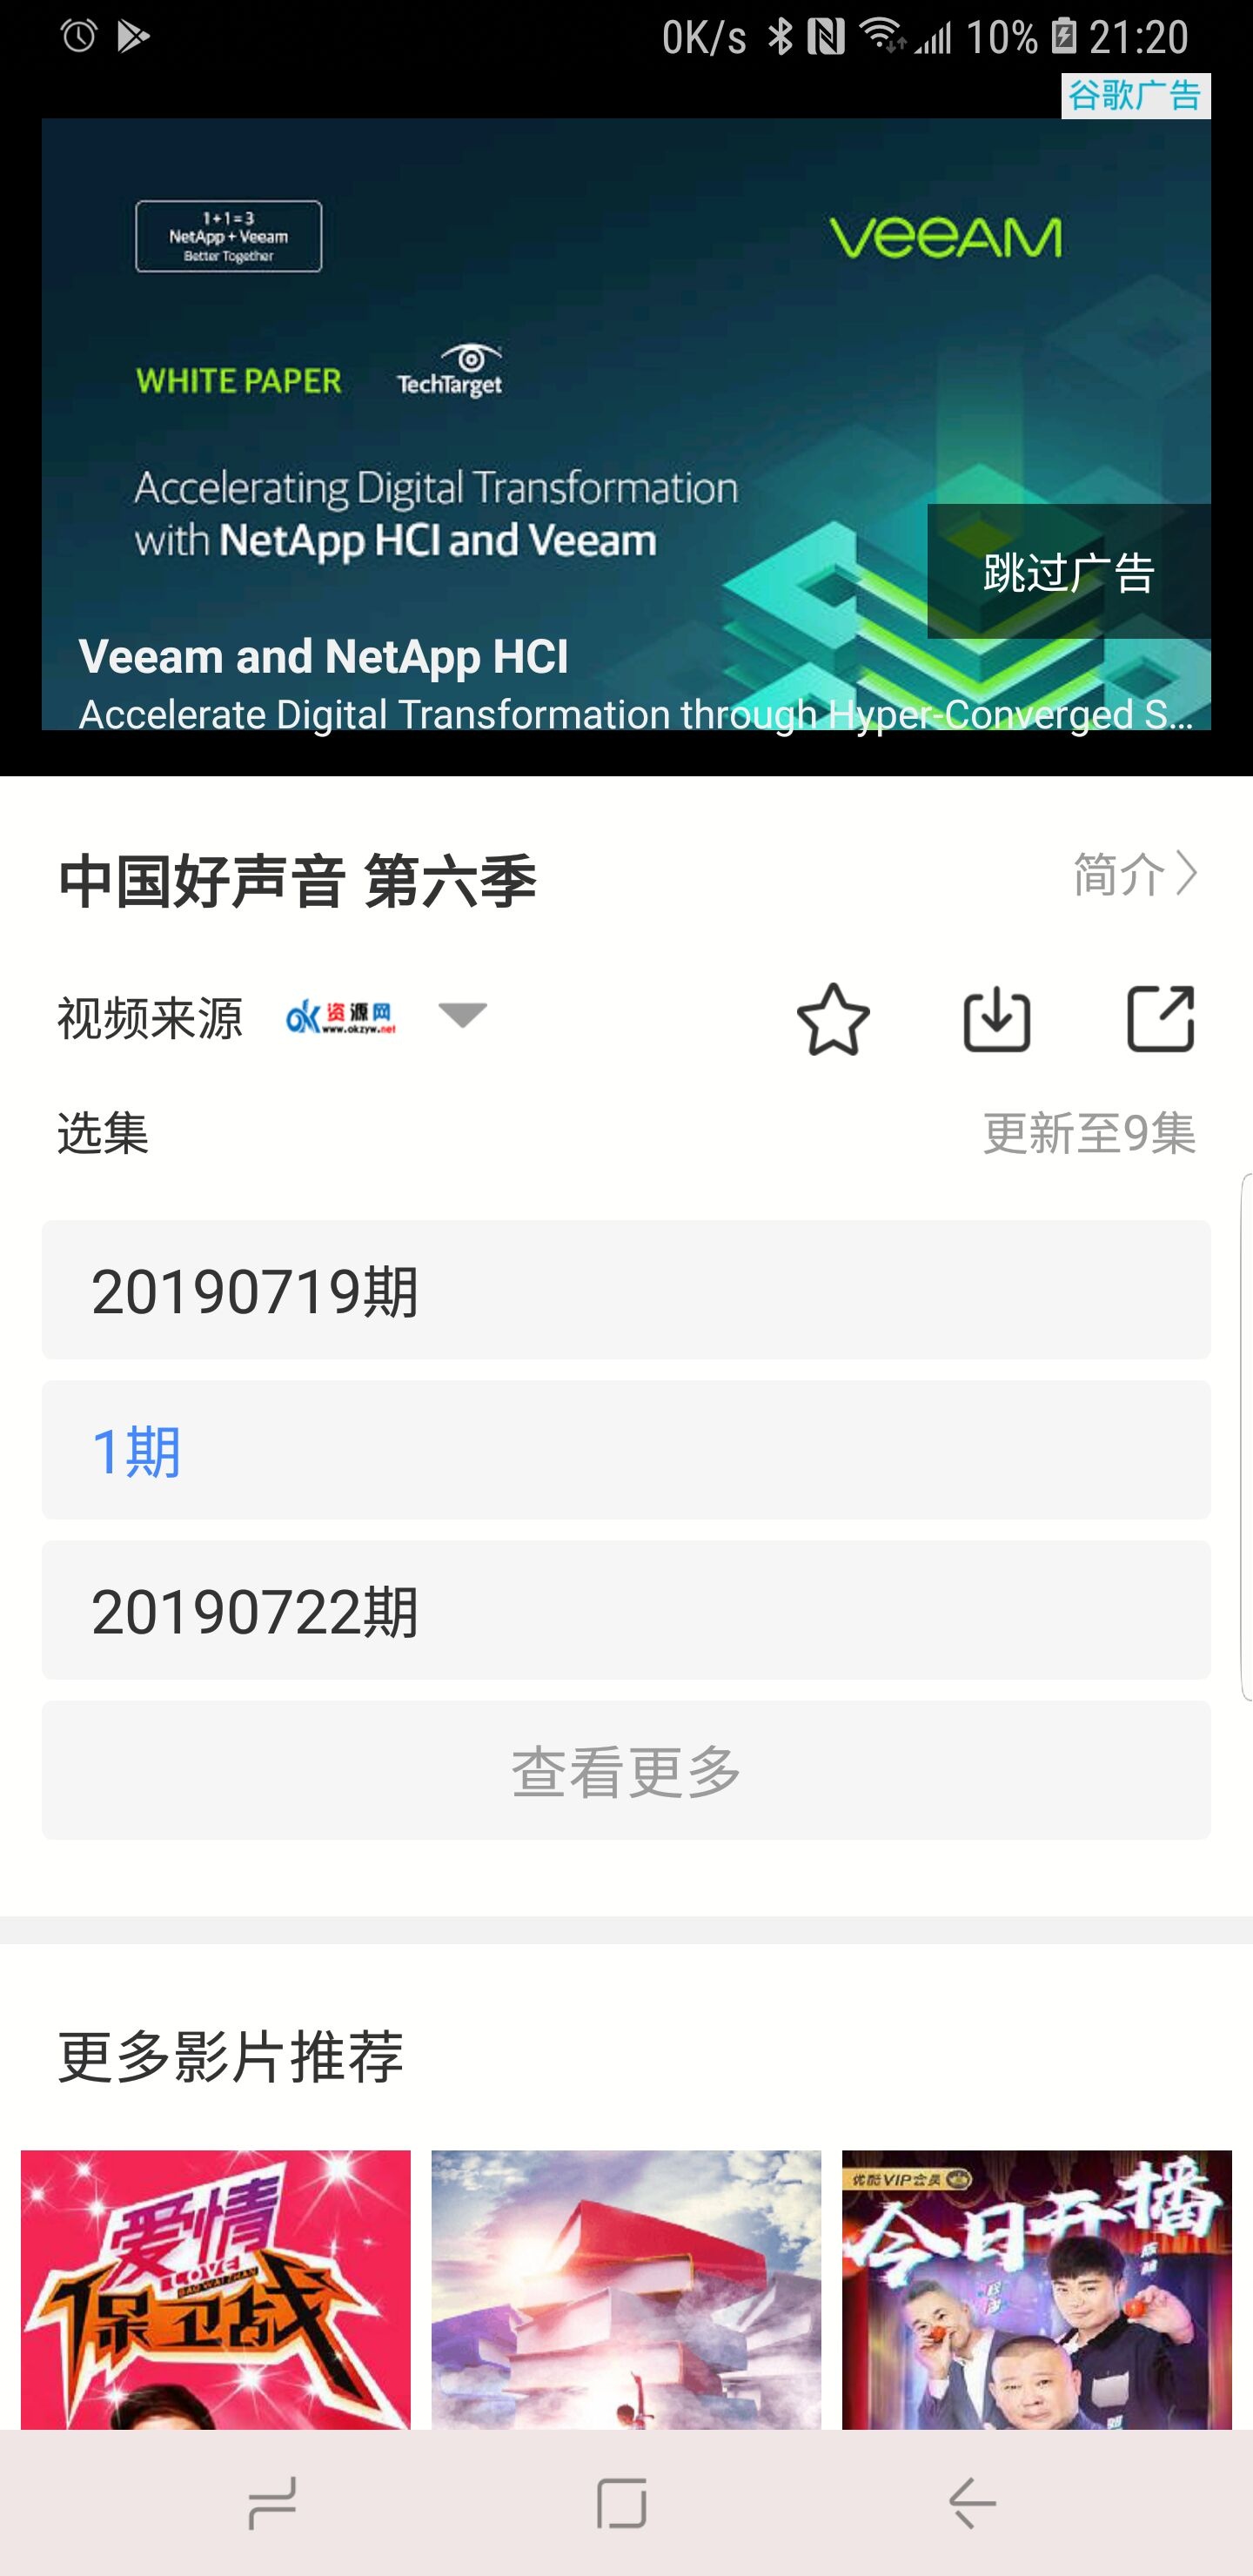 0K/s 10% 21:20
谷歌广告
1+1=3
NetApp + Veeam
Better Together
VEEAM
WHITE PAPER
TechTarget
Accelerating Digital Transformation
with NetApp HCI and Veeam
跳过广告
Veeam and NetApp HCI
Accelerate Digital Transformation through Hyper-Converged S...
中国好声音 第六季
简介
视频来源
ok 资源网
www.okzyw.net
选集
更新至9集
20190719期
1期
20190722期
查看更多
更多影片推荐
爱情
LOVE
BAO WEI ZHAN
保卫战
优酷VIP会员
今日开播